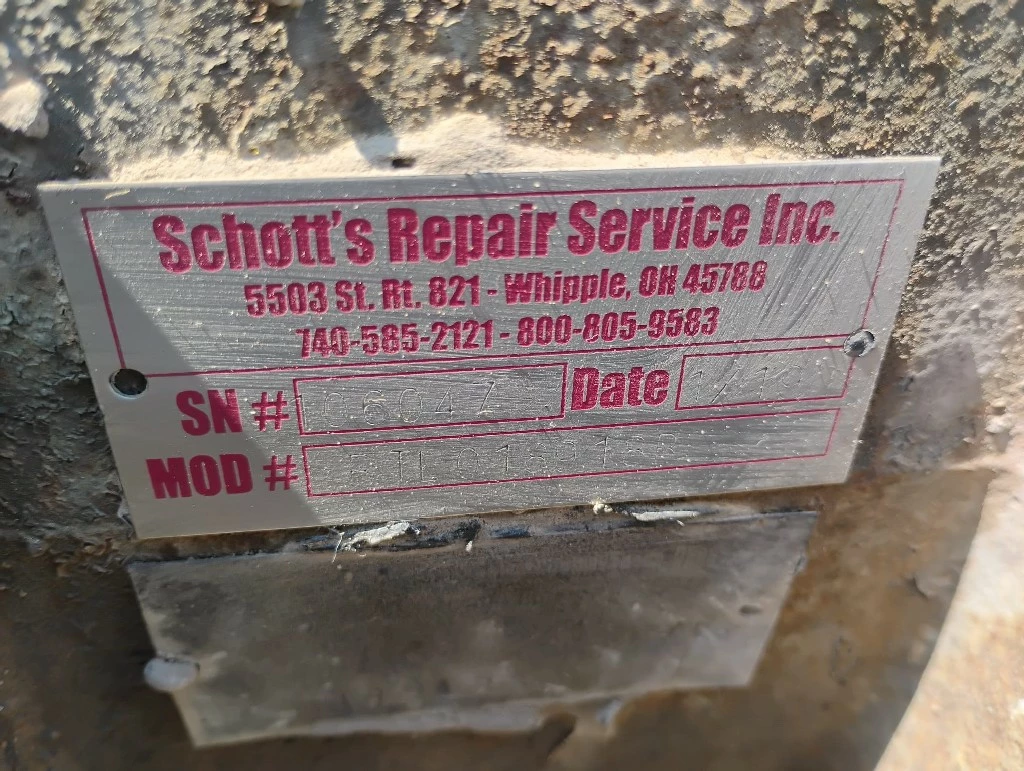 Schott's Repair Service Inc.
5503 St. Rt. 821 - Whipple, OH 45788
740-585-2121 - 800-805-9583
SN # Date
MOD #